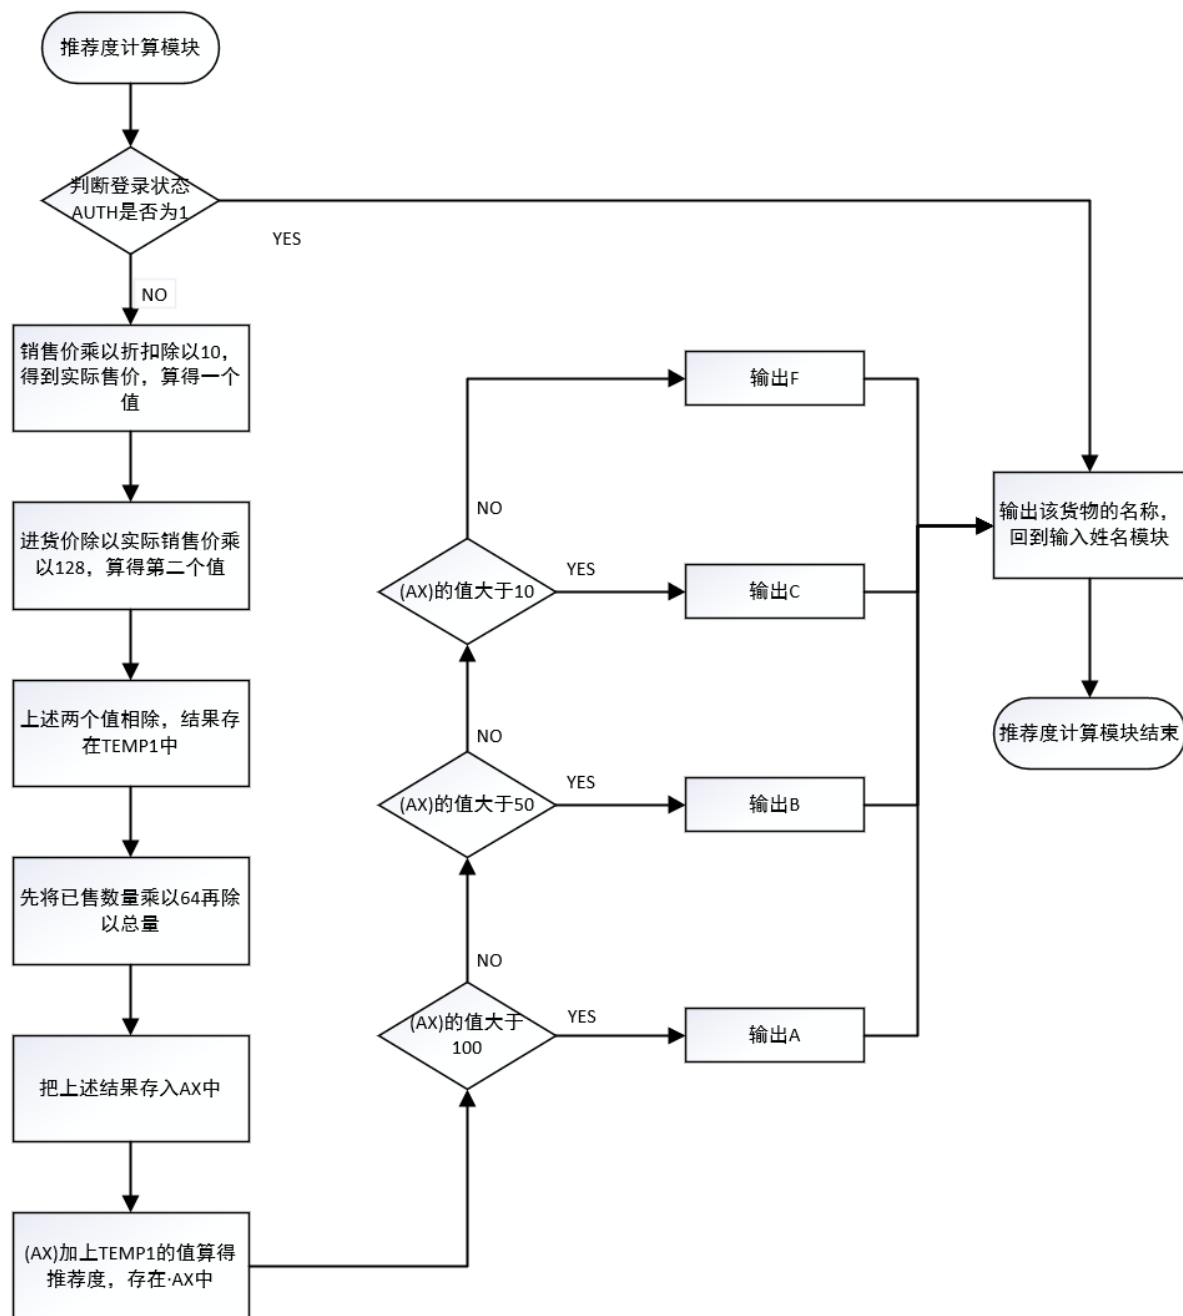 推荐度计算模块
判断登录状态
AUTH是否为1
YES
NO
销售价乘以折扣除以10，
得到实际售价，算得一个
值
进货价除以实际销售价乘
以128，算得第二个值
上述两个值相除，结果存
在TEMP1中
先将已售数量乘以64再除
以总量
把上述结果存入AX中
(AX)加上TEMP1的值算得
推荐度，存在·AX中
(AX)的值大于
100
YES
输出A
NO
(AX)的值大于50
YES
输出B
NO
(AX)的值大于10
YES
输出C
NO
输出F
输出该货物的名称，
回到输入姓名模块
推荐度计算模块结束